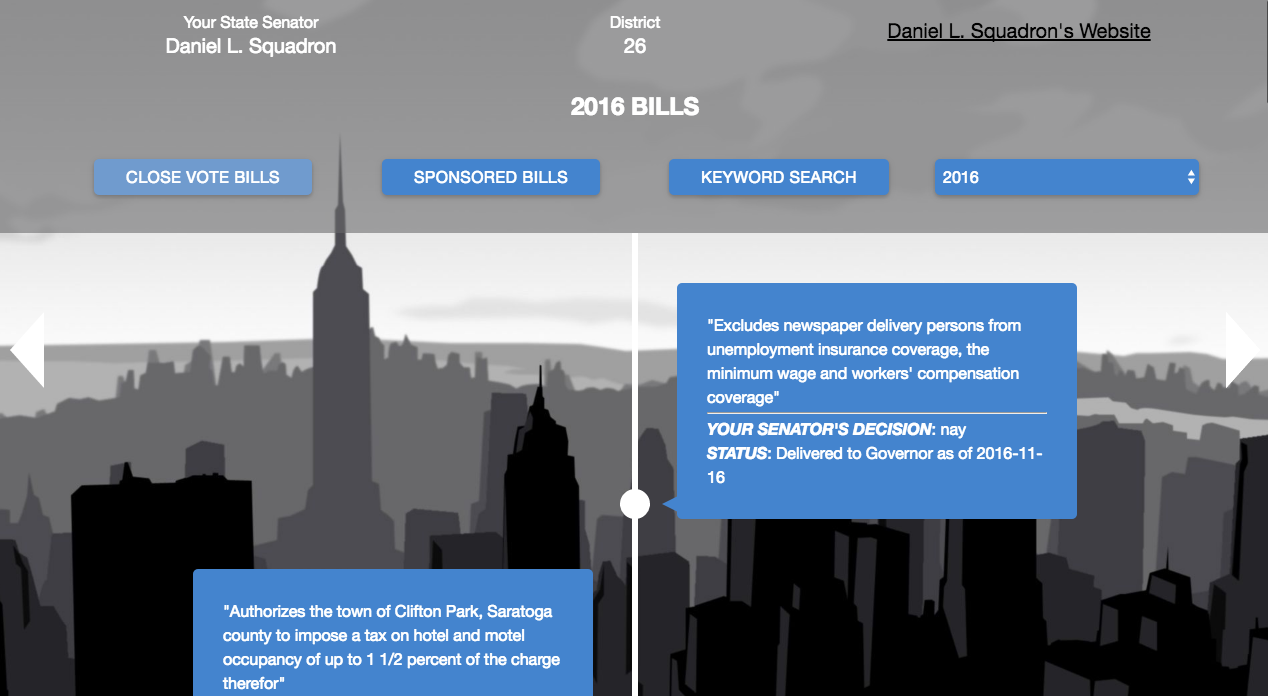 Your State Senator
Daniel L. Squadron
District
26
Daniel L. Squadron's Website
2016 BILLS
CLOSE VOTE BILLS
SPONSORED BILLS
KEYWORD SEARCH
2016
"Excludes newspaper delivery persons from
unemployment insurance coverage, the
minimum wage and workers' compensation
coverage"
YOUR SENATOR'S DECISION: nay
STATUS: Delivered to Governor as of 2016-11-
16
"Authorizes the town of Clifton Park, Saratoga
county to impose a tax on hotel and motel
occupancy of up to 1 1/2 percent of the charge
therefor"